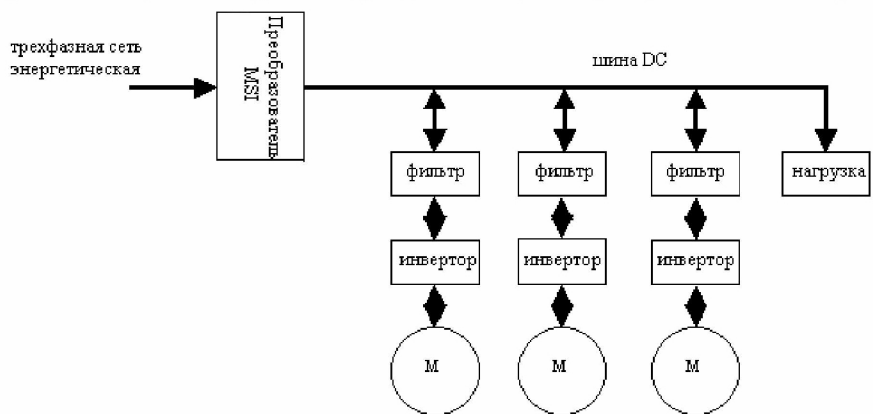 трехфазная сеть
энергетическая
Преобразователь
MSI
шина DC
фильтр
фильтр
фильтр
нагрузка
инвертор
инвертор
инвертор
М
М
М